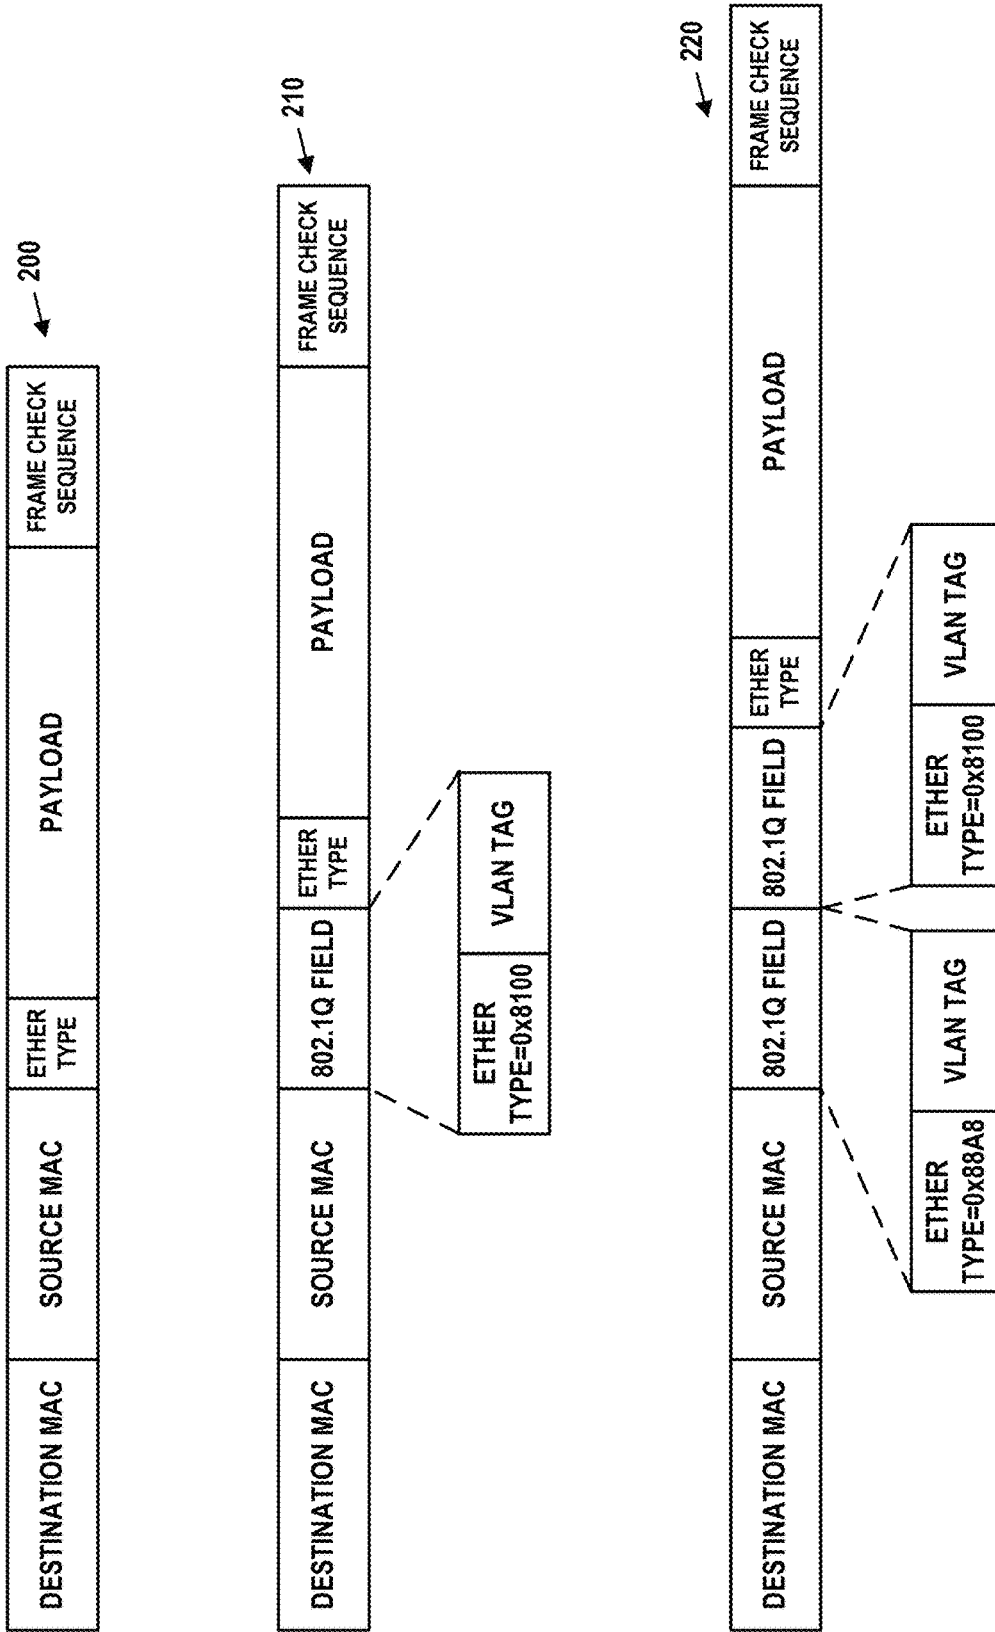 200
DESTINATION MAC
SOURCE MAC
ETHER
TYPE
PAYLOAD
FRAME CHECK
SEQUENCE
210
DESTINATION MAC
SOURCE MAC
802.1Q FIELD
ETHER
TYPE
PAYLOAD
FRAME CHECK
SEQUENCE
ETHER
TYPE=0x8100
VLAN TAG
220
DESTINATION MAC
SOURCE MAC
802.1Q FIELD
802.1Q FIELD
ETHER
TYPE
PAYLOAD
FRAME CHECK
SEQUENCE
ETHER
TYPE=0x88A8
VLAN TAG
ETHER
TYPE=0x8100
VLAN TAG